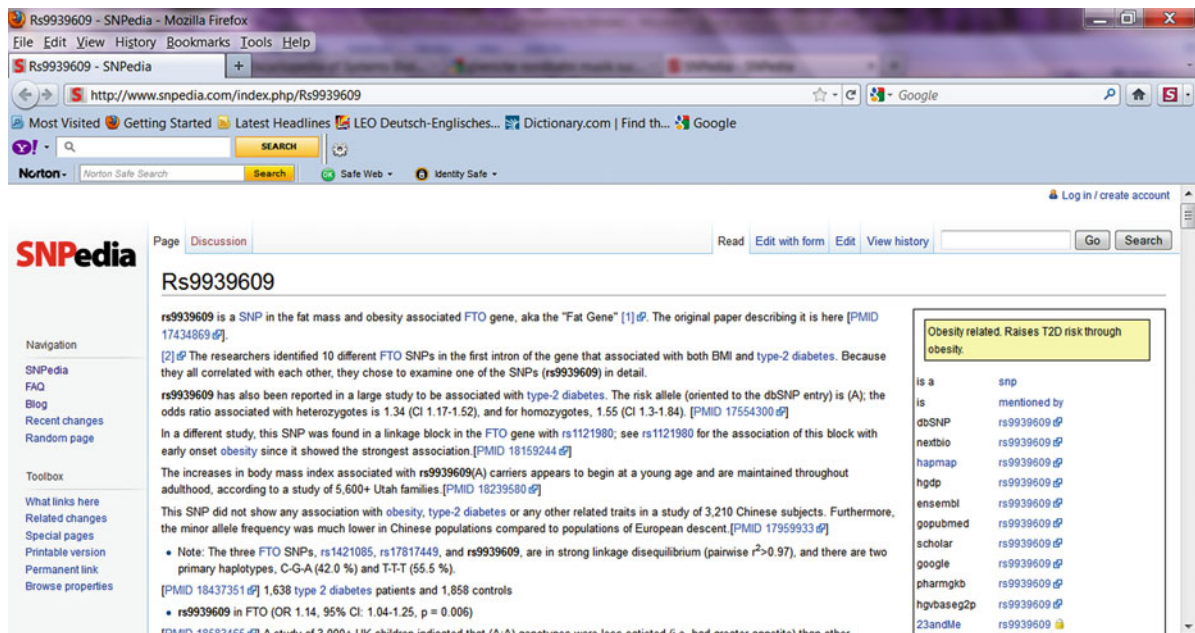 Rs9939609 - SNPedia - Mozilla Firefox
File Edit View History Bookmarks Tools Help
Rs9939609 - SNPedia +
http://www.snpedia.com/index.php/Rs9939609 Google
Most Visited Getting Started Latest Headlines LEO Deutsch-Englisches... Dictionary.com | Find th... Google
Y! SEARCH
Norton Norton Safe Search Search OK Safe Web Identity Safe
Log in / create account
SNPedia
Page Discussion Read Edit with form Edit View history Go Search
Rs9939609
rs9939609 is a SNP in the fat mass and obesity associated FTO gene, aka the "Fat Gene" [1]. The original paper describing it is here [PMID
17434869].
[2] The researchers identified 10 different FTO SNPs in the first intron of the gene that associated with both BMI and type-2 diabetes. Because
they all correlated with each other, they chose to examine one of the SNPs (rs9939609) in detail.
rs9939609 has also been reported in a large study to be associated with type-2 diabetes. The risk allele (oriented to the dbSNP entry) is (A); the
odds ratio associated with heterozygotes is 1.34 (CI 1.17-1.52), and for homozygotes, 1.55 (CI 1.3-1.84). [PMID 17554300]
In a different study, this SNP was found in a linkage block in the FTO gene with rs1121980; see rs1121980 for the association of this block with
early onset obesity since it showed the strongest association.[PMID 18159244]
The increases in body mass index associated with rs9939609(A) carriers appears to begin at a young age and are maintained throughout
adulthood, according to a study of 5,600+ Utah families.[PMID 18239580]
This SNP did not show any association with obesity, type-2 diabetes or any other related traits in a study of 3,210 Chinese subjects. Furthermore,
the minor allele frequency was much lower in Chinese populations compared to populations of European descent.[PMID 17959933]
• Note: The three FTO SNPs, rs1421085, rs17817449, and rs9939609, are in strong linkage disequilibrium (pairwise r²>0.97), and there are two
primary haplotypes, C-G-A (42.0 %) and T-T-T (55.5 %).
[PMID 18437351] 1,638 type 2 diabetes patients and 1,858 controls
• rs9939609 in FTO (OR 1.14, 95% CI: 1.04-1.25, p = 0.006)
[PMID 18583465] A study of 3,000+ UK children indicated that (A;A) genotypes were less satiated (i.e. had greater appetite) than other
Navigation
SNPedia
FAQ
Blog
Recent changes
Random page
Toolbox
What links here
Related changes
Special pages
Printable version
Permanent link
Browse properties
Obesity related. Raises T2D risk through
obesity.
is a snp
is mentioned by
dbSNP rs9939609
nextbio rs9939609
hapmap rs9939609
hgdp rs9939609
ensembl rs9939609
gopubmed rs9939609
scholar rs9939609
google rs9939609
pharmgkb rs9939609
hgvbaseg2p rs9939609
23andMe rs9939609